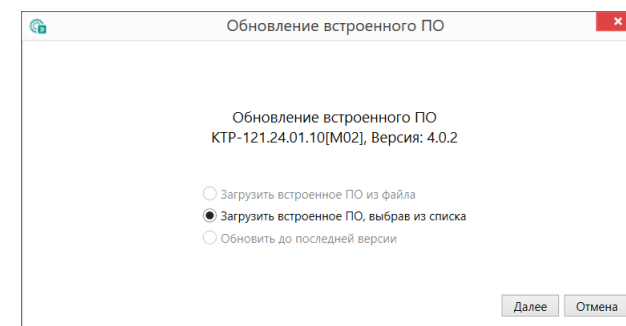 Обновление встроенного ПО
Обновление встроенного ПО
КТР-121.24.01.10[M02], Версия: 4.0.2
Загрузить встроенное ПО из файла
Загрузить встроенное ПО, выбрав из списка
Обновить до последней версии
Далее Отмена